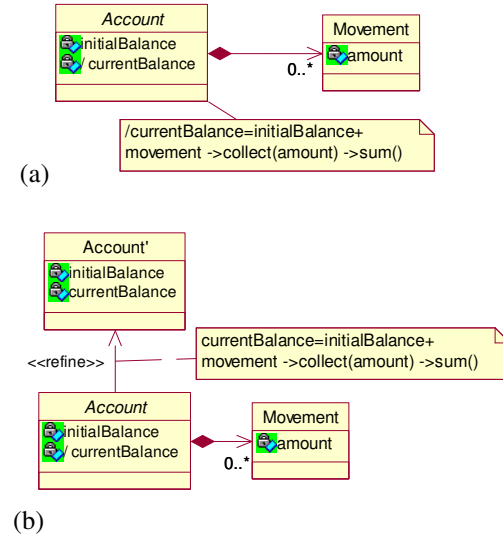 Account
initialBalance
/ currentBalance
Movement
amount
0..*
/currentBalance=initialBalance+
movement ->collect(amount) ->sum()
(a)
Account'
initialBalance
currentBalance
<<refine>>
currentBalance=initialBalance+
movement ->collect(amount) ->sum()
Account
initialBalance
/ currentBalance
Movement
amount
0..*
(b)